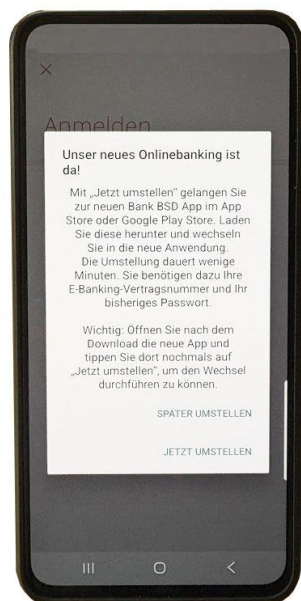 Anmelden
Unser neues Onlinebanking ist
da!
Mit „Jetzt umstellen" gelangen Sie
zur neuen Bank BSD App im App
Store oder Google Play Store. Laden
Sie diese herunter und wechseln
Sie in die neue Anwendung.
Die Umstellung dauert wenige
Minuten. Sie benötigen dazu Ihre
E-Banking-Vertragsnummer und Ihr
bisheriges Passwort.
Wichtig: Öffnen Sie nach dem
Download die neue App und
tippen Sie dort nochmals auf
„Jetzt umstellen", um den Wechsel
durchführen zu können.
SPÄTER UMSTELLEN
JETZT UMSTELLEN